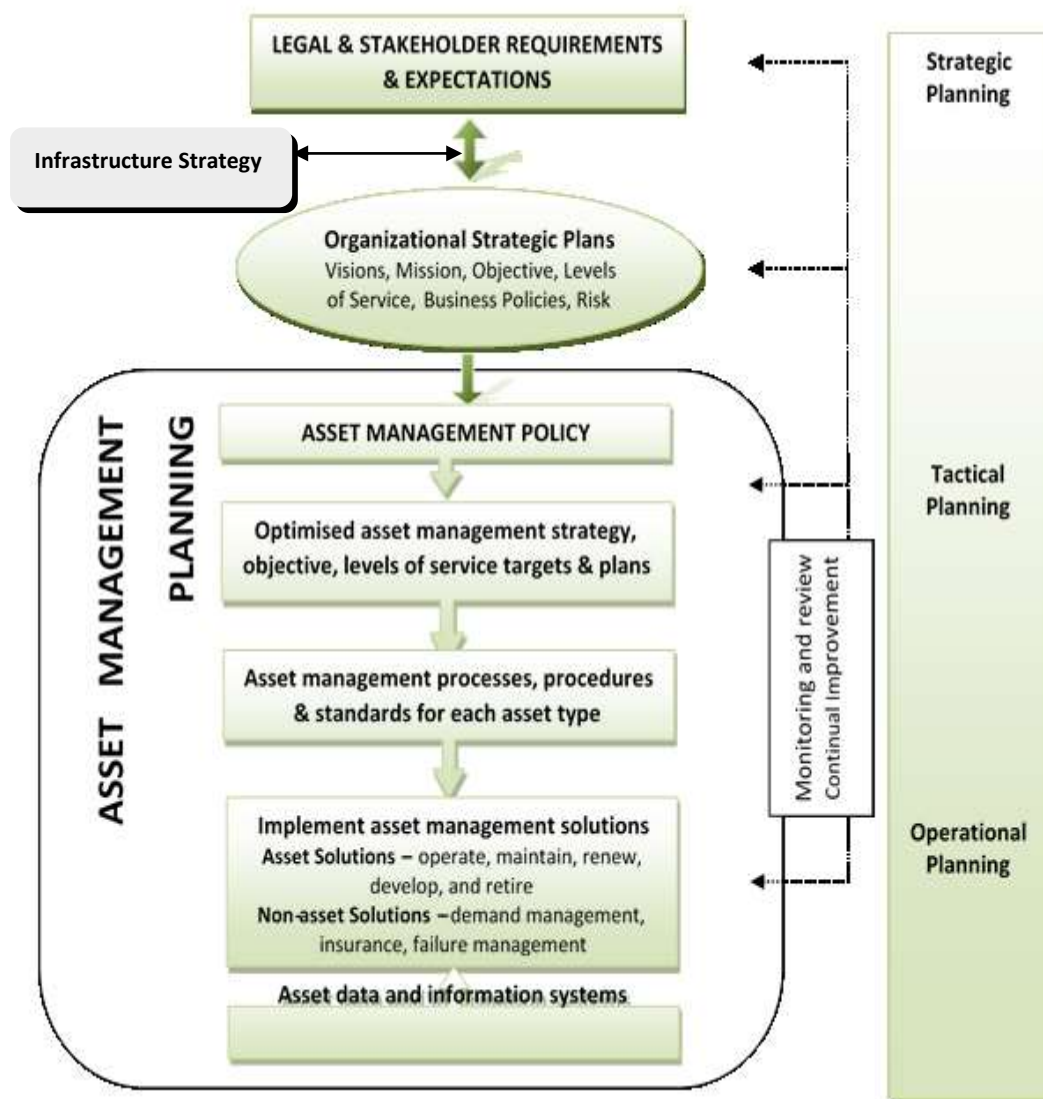 LEGAL & STAKEHOLDER REQUIREMENTS
& EXPECTATIONS
Infrastructure Strategy
Organizational Strategic Plans
Visions, Mission, Objective, Levels
of Service, Business Policies, Risk
ASSET MANAGEMENT
PLANNING
ASSET MANAGEMENT POLICY
Optimised asset management strategy,
objective, levels of service targets & plans
Asset management processes, procedures
& standards for each asset type
Implement asset management solutions
Asset Solutions – operate, maintain, renew,
develop, and retire
Non-asset Solutions –demand management,
insurance, failure management
Asset data and information systems
Monitoring and review
Continual Improvement
Strategic
Planning
Tactical
Planning
Operational
Planning